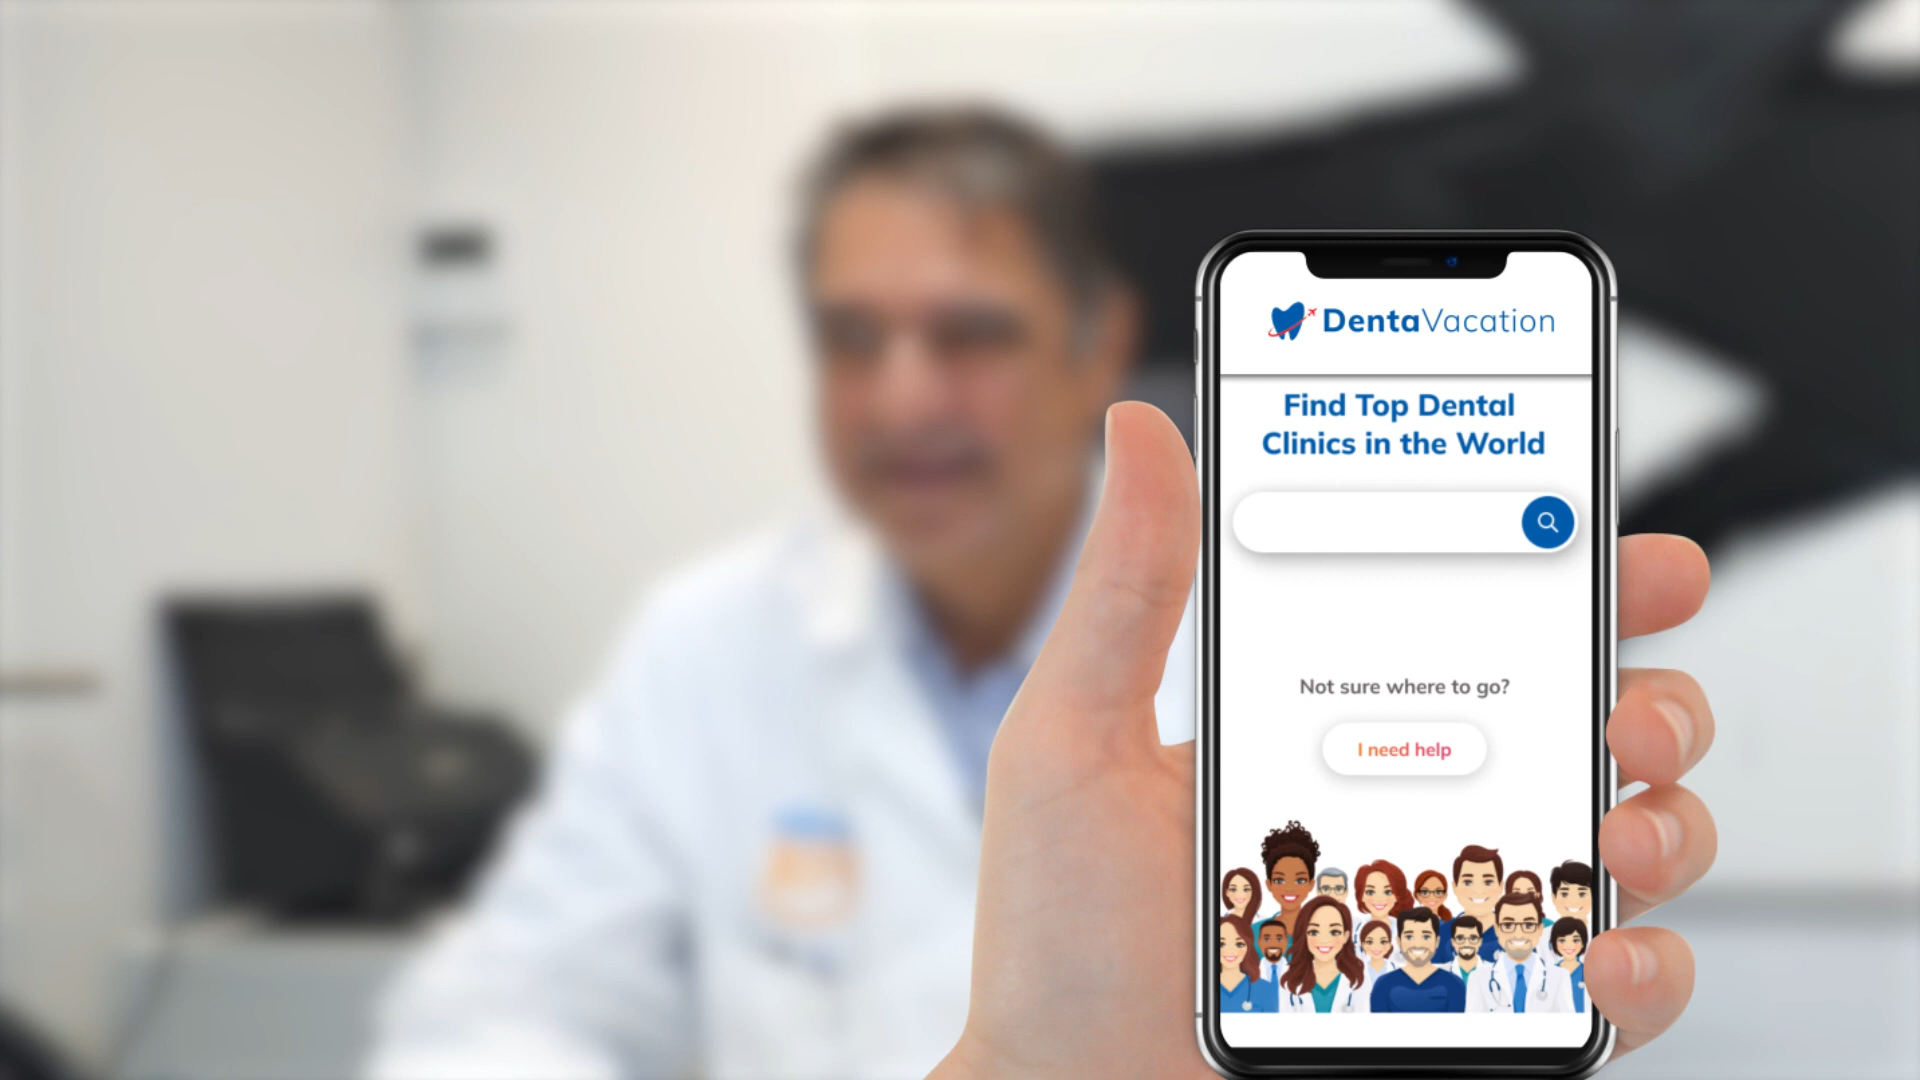 DentaVacation
Find Top Dental
Clinics in the World
Not sure where to go?
I need help